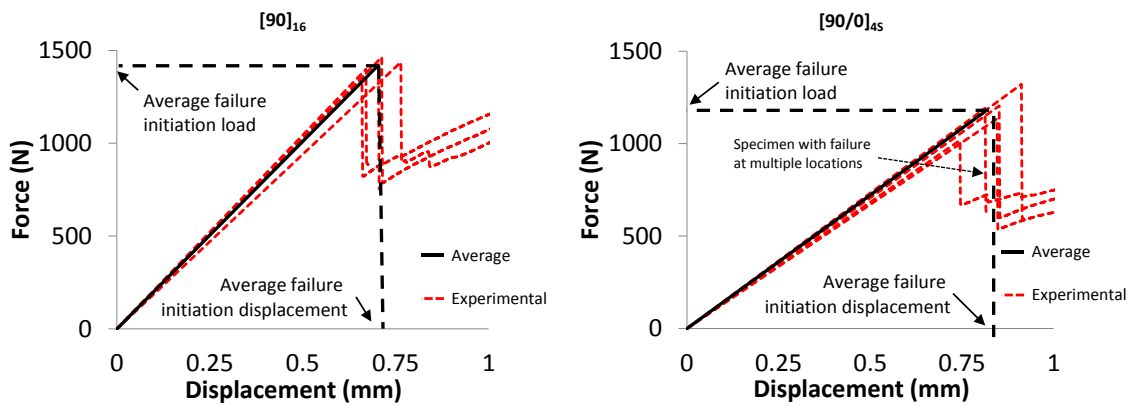 [90]16
1500
1000
500
0
0
0.25
0.5
0.75
1
Force (N)
Displacement (mm)
Average failure
initiation load
Average failure
initiation displacement
Average
Experimental
[90/0]4S
1500
1000
500
0
0
0.25
0.5
0.75
1
Force (N)
Displacement (mm)
Average failure
initiation load
Specimen with failure
at multiple locations
Average failure
initiation displacement
Average
Experimental